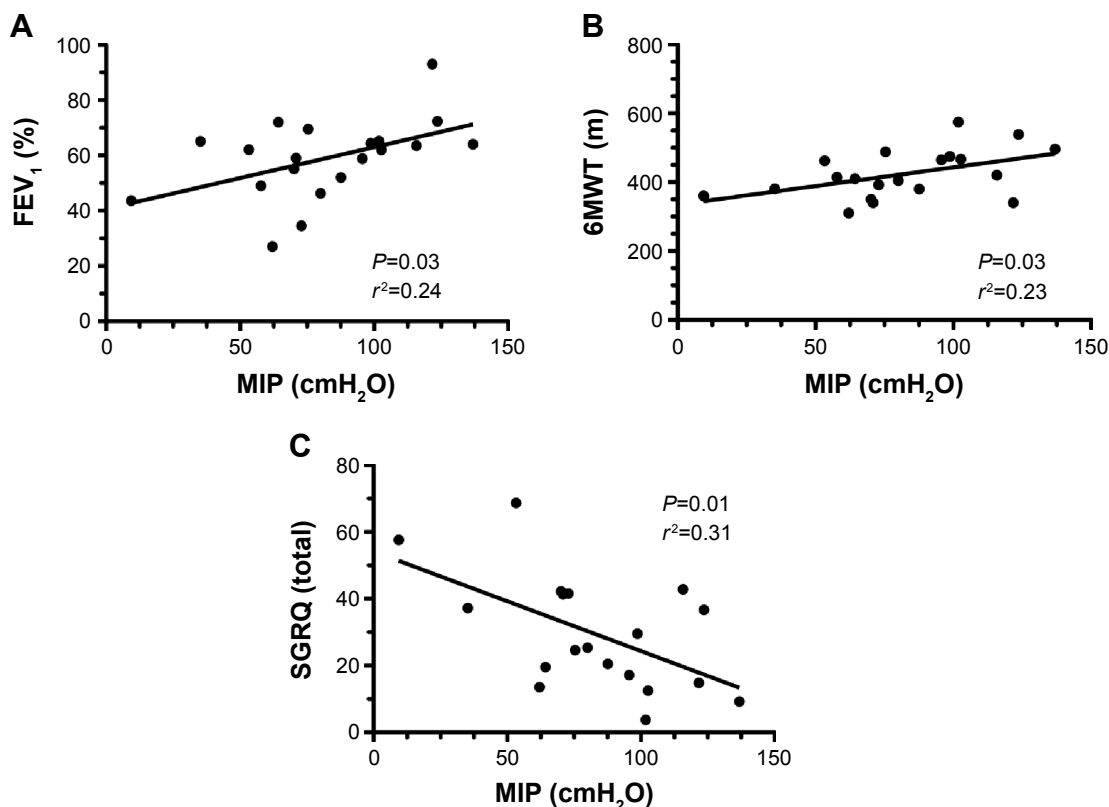 A
FEV₁ (%)
100
80
60
40
20
0
0 50 100 150
P=0.03
r²=0.24
MIP (cmH₂O)
B
6MWT (m)
800
600
400
200
0
0 50 100 150
P=0.03
r²=0.23
MIP (cmH₂O)
C
SGRQ (total)
80
60
40
20
0
0 50 100 150
P=0.01
r²=0.31
MIP (cmH₂O)